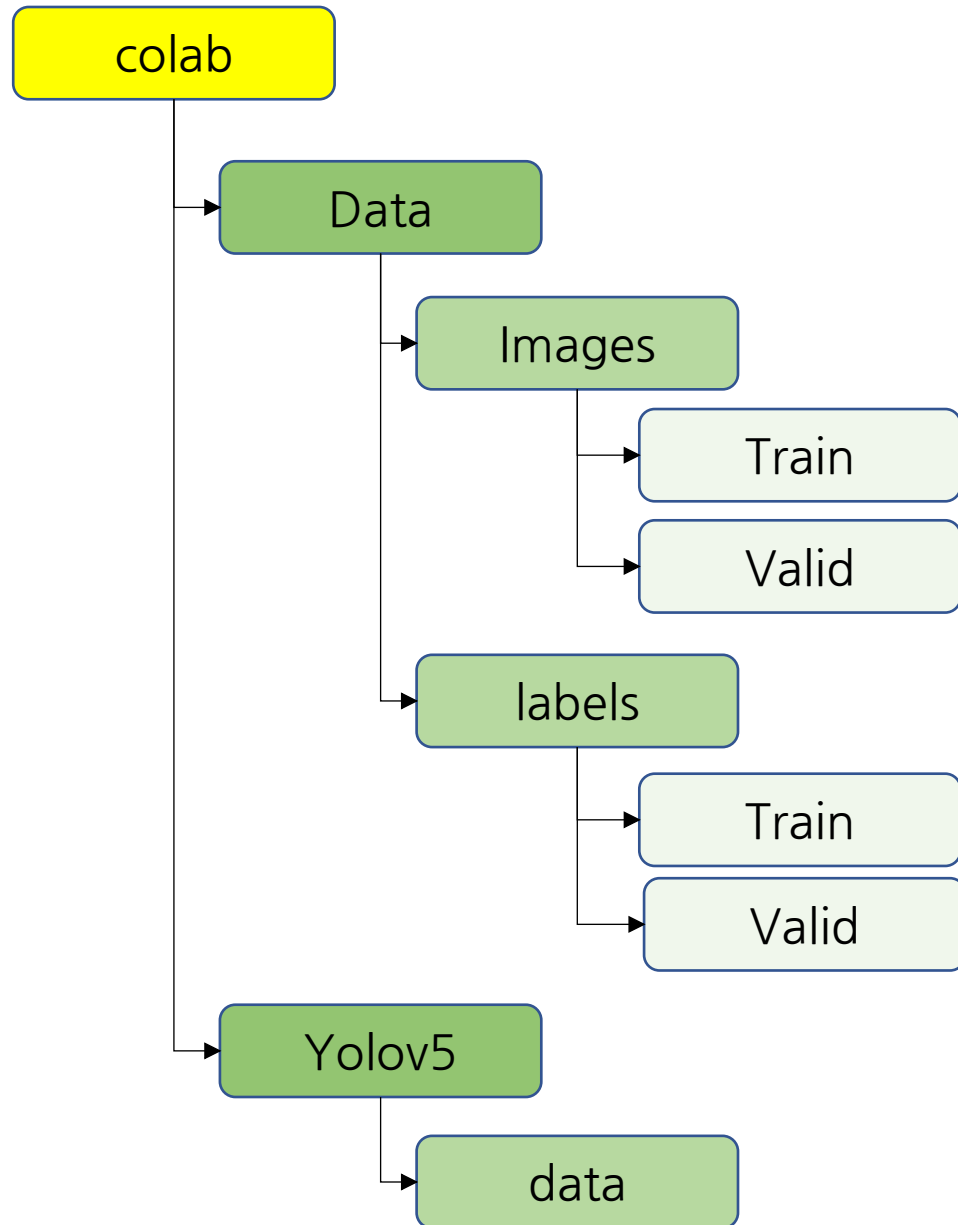 colab
Data
Images
Train
Valid
labels
Train
Valid
Yolov5
data